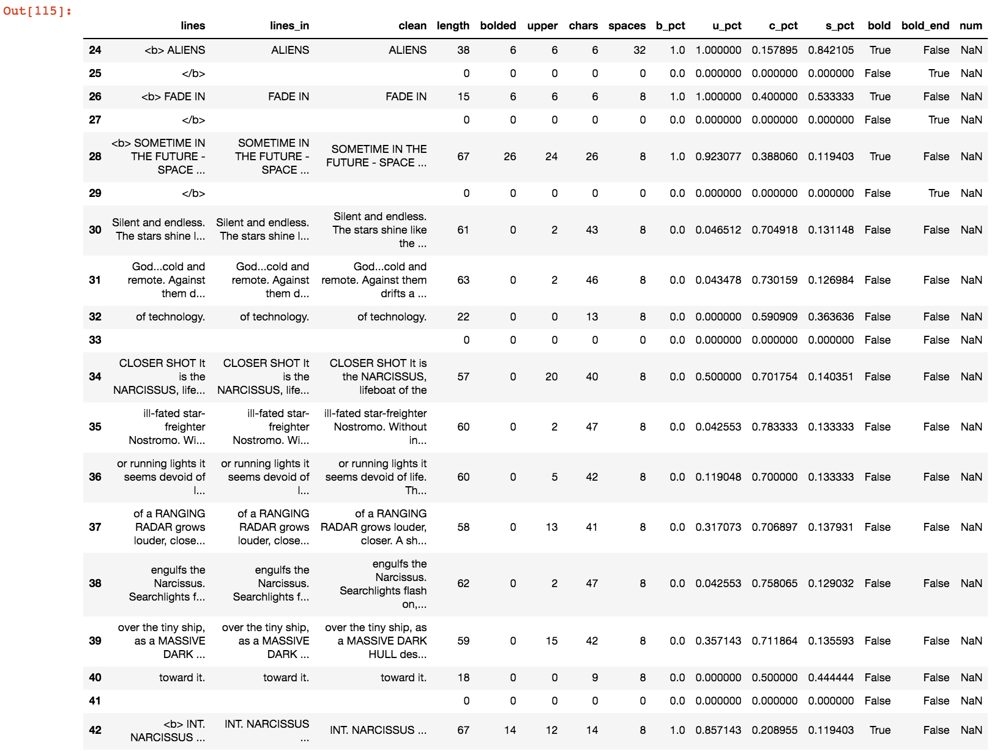 Out[115]:
lines lines_in clean length bolded upper chars spaces b_pct u_pct c_pct s_pct bold bold_end num
24 <b> ALIENS ALIENS ALIENS 38 6 6 6 32 1.0 1.000000 0.157895 0.842105 True False NaN
25 </b> 0 0 0 0 0 0.0 0.000000 0.000000 0.000000 False True NaN
26 <b> FADE IN FADE IN FADE IN 15 6 6 6 8 1.0 1.000000 0.400000 0.533333 True False NaN
27 </b> 0 0 0 0 0 0.0 0.000000 0.000000 0.000000 False True NaN
<b> SOMETIME IN SOMETIME IN SOMETIME IN THE
28 THE FUTURE - THE FUTURE - FUTURE - SPACE ... 67 26 24 26 8 1.0 0.923077 0.388060 0.119403 True False NaN
SPACE ... SPACE ...
29 </b> 0 0 0 0 0 0.0 0.000000 0.000000 0.000000 False True NaN
Silent and endless. Silent and endless. Silent and endless.
30 The stars shine l... The stars shine l... The stars shine like 61 0 2 43 8 0.0 0.046512 0.704918 0.131148 False False NaN
the ...
God...cold and God...cold and God...cold and
31 remote. Against remote. Against remote. Against them 63 0 2 46 8 0.0 0.043478 0.730159 0.126984 False False NaN
them d... them d... drifts a ...
32 of technology. of technology. of technology. 22 0 0 13 8 0.0 0.000000 0.590909 0.363636 False False NaN
33 0 0 0 0 0 0.0 0.000000 0.000000 0.000000 False False NaN
CLOSER SHOT It CLOSER SHOT It CLOSER SHOT It is
34 is the is the the NARCISSUS, 57 0 20 40 8 0.0 0.500000 0.701754 0.140351 False False NaN
NARCISSUS, life... NARCISSUS, life... lifeboat of the
ill-fated star- ill-fated star- ill-fated star-freighter
35 freighter freighter Nostromo. Without 60 0 2 47 8 0.0 0.042553 0.783333 0.133333 False False NaN
Nostromo. Wi... Nostromo. Wi... in...
or running lights it or running lights it or running lights it
36 seems devoid of seems devoid of seems devoid of life. 60 0 5 42 8 0.0 0.119048 0.700000 0.133333 False False NaN
l... l... Th...
of a RANGING of a RANGING of a RANGING
37 RADAR grows RADAR grows RADAR grows louder, 58 0 13 41 8 0.0 0.317073 0.706897 0.137931 False False NaN
louder, close... louder, close... closer. A sh...
engulfs the engulfs the engulfs the
38 Narcissus. Narcissus. Narcissus. 62 0 2 47 8 0.0 0.042553 0.758065 0.129032 False False NaN
Searchlights f... Searchlights f... Searchlights flash
on,...
over the tiny ship, over the tiny ship, over the tiny ship, as
39 as a MASSIVE as a MASSIVE a MASSIVE DARK 59 0 15 42 8 0.0 0.357143 0.711864 0.135593 False False NaN
DARK ... DARK ... HULL des...
40 toward it. toward it. toward it. 18 0 0 9 8 0.0 0.000000 0.500000 0.444444 False False NaN
41 0 0 0 0 0 0.0 0.000000 0.000000 0.000000 False False NaN
<b> INT. INT. NARCISSUS
42 NARCISSUS ... ... INT. NARCISSUS ... 67 14 12 14 8 1.0 0.857143 0.208955 0.119403 True False NaN